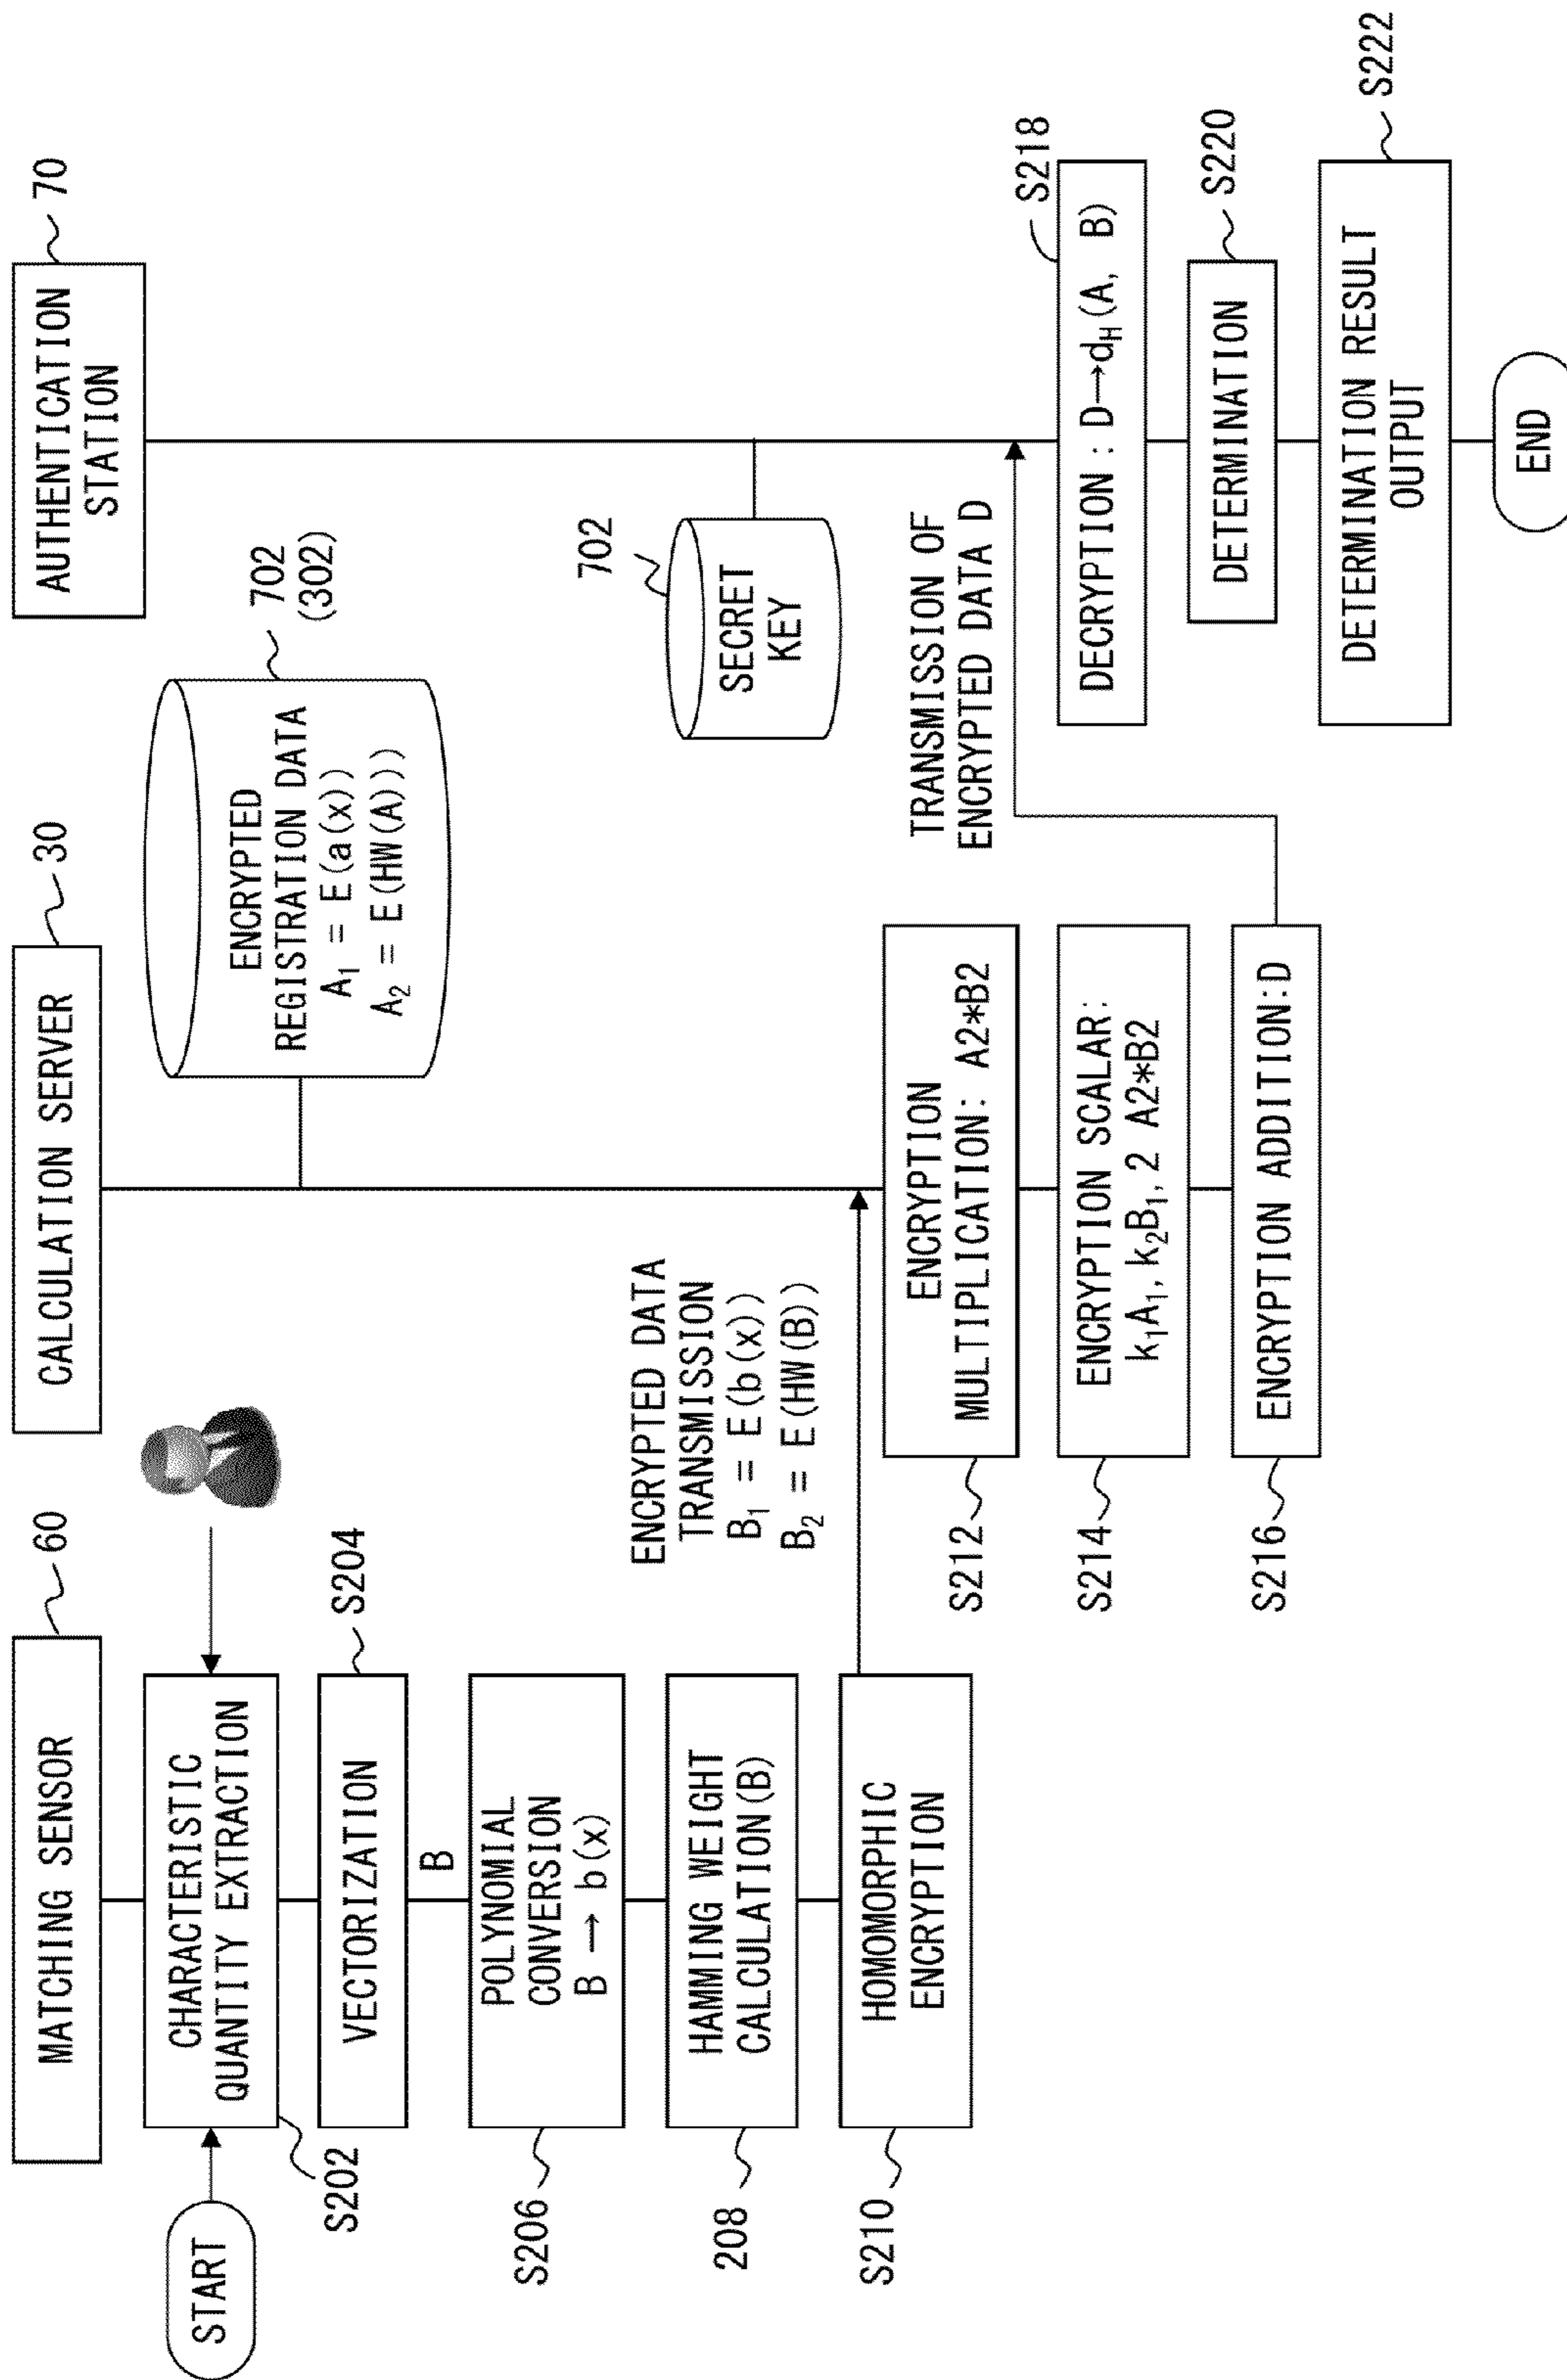 MATCHING SENSOR
60
START
CHARACTERISTIC
QUANTITY EXTRACTION
S202
VECTORIZATION
S204
B
POLYNOMIAL
CONVERSION
B → b(x)
S206
HAMMING WEIGHT
CALCULATION(B)
208
HOMOMORPHIC
ENCRYPTION
S210
CALCULATION SERVER
30
ENCRYPTED
REGISTRATION DATA
A₁ = E(a(x))
A₂ = E(HW(A)))
702
(302)
ENCRYPTED DATA
TRANSMISSION
B₁ = E(b(x))
B₂ = E(HW(B))
ENCRYPTION
MULTIPLICATION: A2*B2
S212
ENCRYPTION SCALAR:
k₁A₁, k₂B₁, 2 A2*B2
S214
ENCRYPTION ADDITION:D
S216
AUTHENTICATION
STATION
70
SECRET
KEY
702
TRANSMISSION OF
ENCRYPTED DATA D
DECRYPTION : D→d_H(A, B)
S218
DETERMINATION
S220
DETERMINATION RESULT
OUTPUT
S222
END